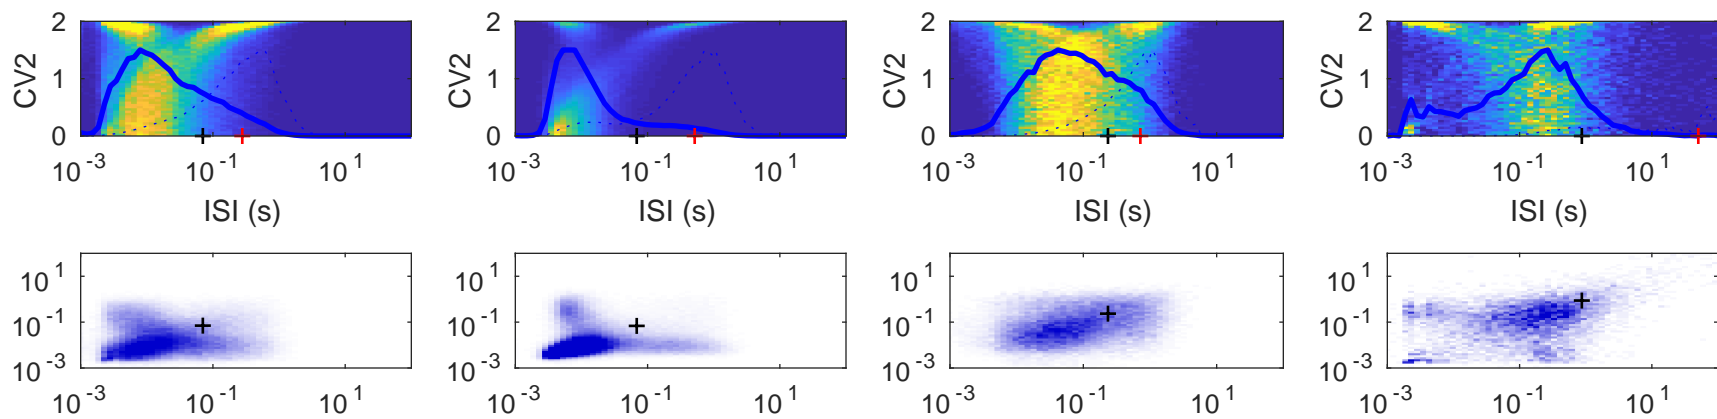 2 2 2 2
CV2 CV2 CV2 CV2
1 1 1 1
0 0 0 0
10^-3 10^-1 10^1 10^-3 10^-1 10^1 10^-3 10^-1 10^1 10^-3 10^-1 10^1
ISI (s) ISI (s) ISI (s) ISI (s)
10^1 10^1 10^1 10^1
10^-1 10^-1 10^-1 10^-1
10^-3 10^-3 10^-3 10^-3
10^-3 10^-1 10^1 10^-3 10^-1 10^1 10^-3 10^-1 10^1 10^-3 10^-1 10^1